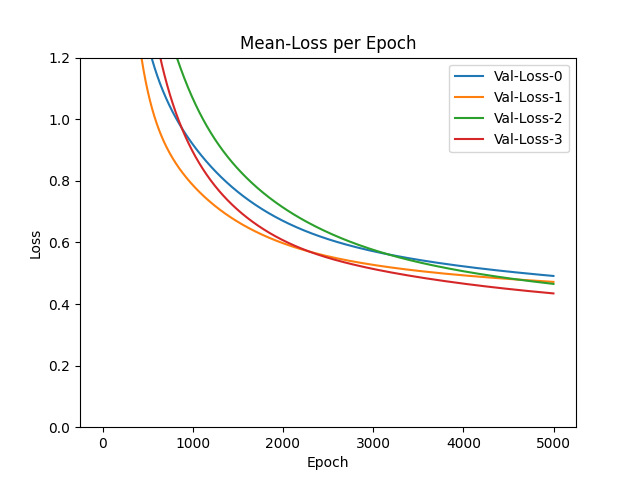 Mean-Loss per Epoch
1.2
1.0
0.8
0.6
0.4
0.2
0.0
Loss
Val-Loss-0
Val-Loss-1
Val-Loss-2
Val-Loss-3
0 1000 2000 3000 4000 5000
Epoch